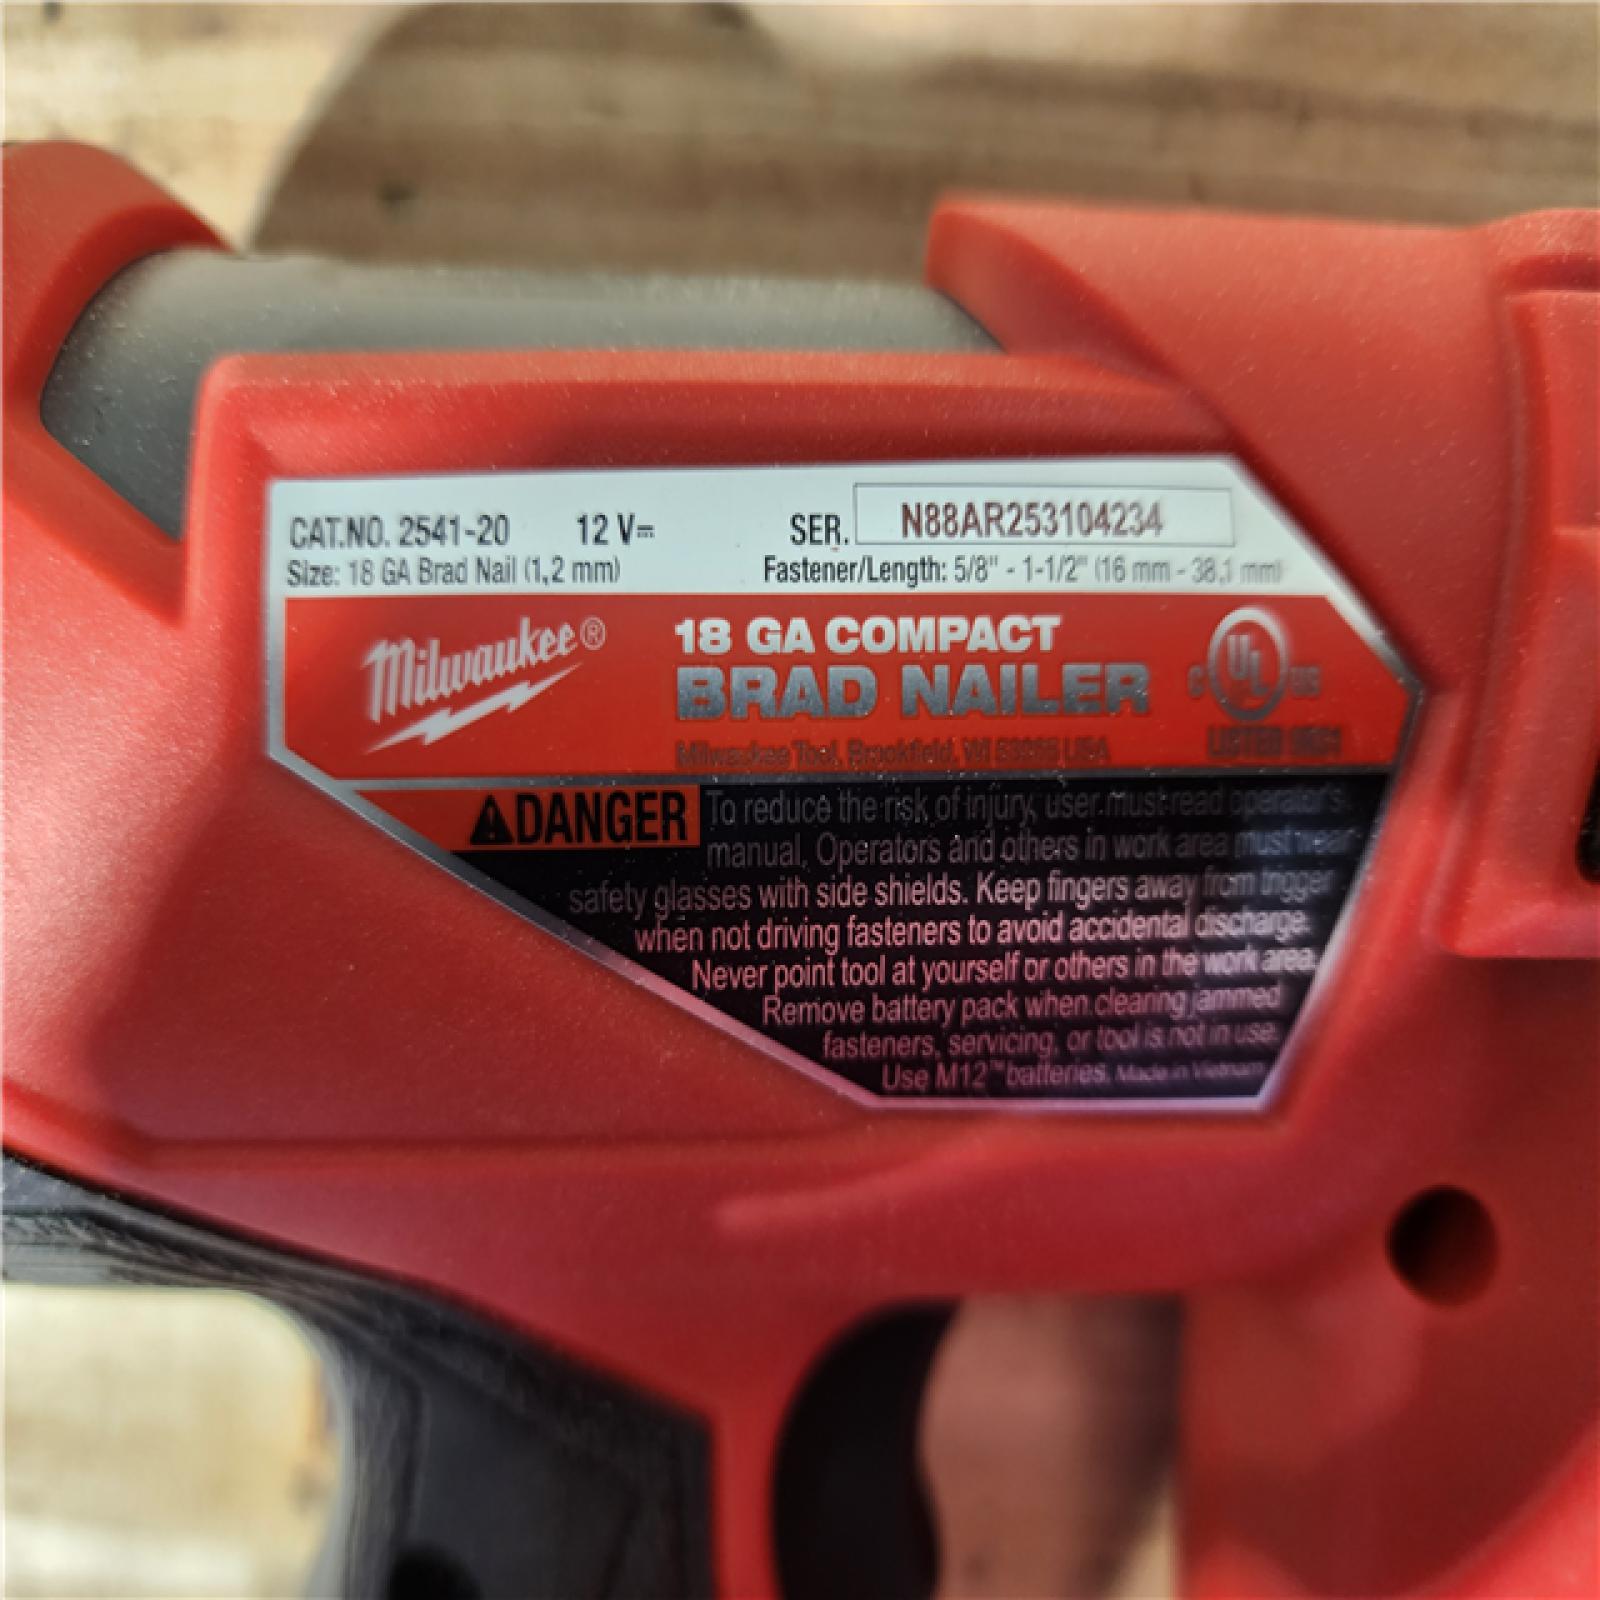 CAT.NO. 2541-20 12 V⎓ SER. N88AR253104234
Size: 18 GA Brad Nail (1,2 mm) Fastener/Length: 5/8" - 1-1/2" (16 mm - 38,1 mm)
Milwaukee®
18 GA COMPACT
BRAD NAILER
Milwaukee Tool, Brookfield, WI 53005 USA
C UL US
LISTED
⚠DANGER To reduce the risk of injury, user must read operator's
manual. Operators and others in work area must wear
safety glasses with side shields. Keep fingers away from trigger
when not driving fasteners to avoid accidental discharge.
Never point tool at yourself or others in the work area.
Remove battery pack when clearing jammed
fasteners, servicing, or tool is not in use.
Use M12™ batteries. Made in Vietnam